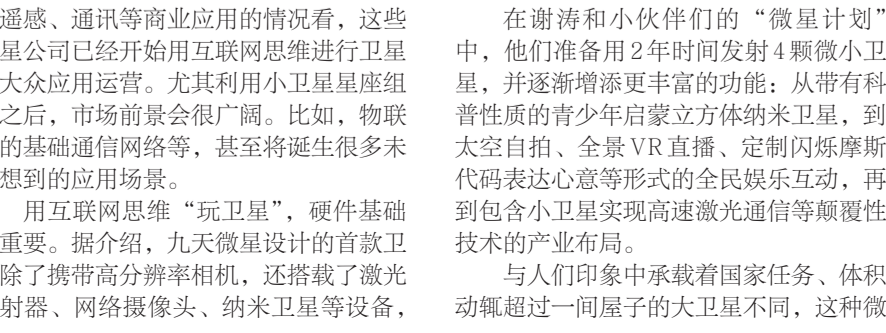 遥感、通讯等商业应用的情况看，这些
星公司已经开始用互联网思维进行卫星
大众应用运营。尤其利用小卫星星座组
之后，市场前景会很广阔。比如，物联
的基础通信网络等，甚至将诞生很多未
想到的应用场景。
用互联网思维“玩卫星”，硬件基础
重要。据介绍，九天微星设计的首款卫
除了携带高分辨率相机，还搭载了激光
射器、网络摄像头、纳米卫星等设备，
在谢涛和小伙伴们的“微星计划”
中，他们准备用2年时间发射4颗微小卫
星，并逐渐增添更丰富的功能：从带有科
普性质的青少年启蒙立方体纳米卫星，到
太空自拍、全景VR直播、定制闪烁摩斯
代码表达心意等形式的全民娱乐互动，再
到包含小卫星实现高速激光通信等颠覆性
技术的产业布局。
与人们印象中承载着国家任务、体积
动辄超过一间屋子的大卫星不同，这种微